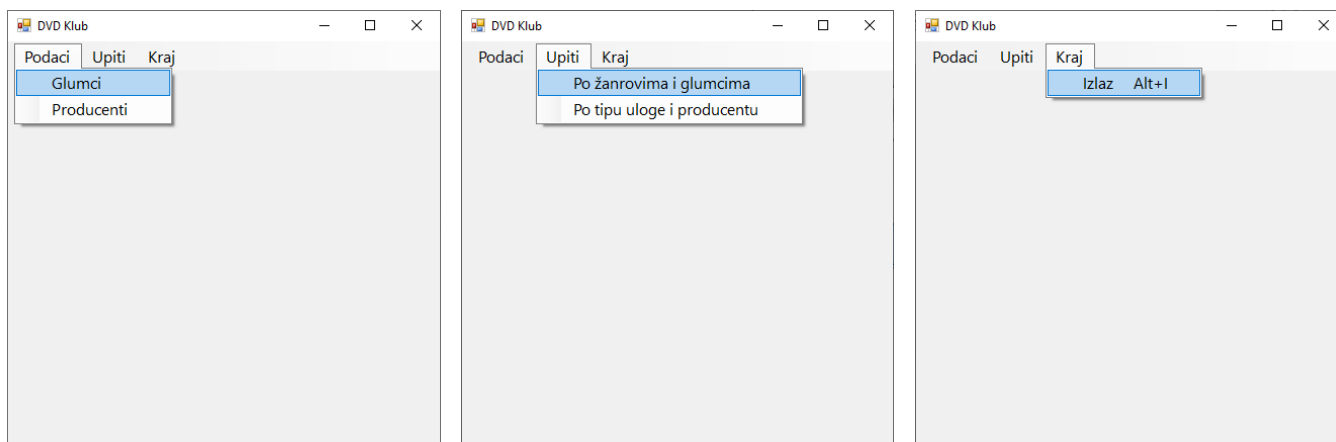 DVD Klub
Podaci Upiti Kraj
Glumci
Producenti
DVD Klub
Podaci Upiti Kraj
Po žanrovima i glumcima
Po tipu uloge i producentu
DVD Klub
Podaci Upiti Kraj
Izlaz Alt+I